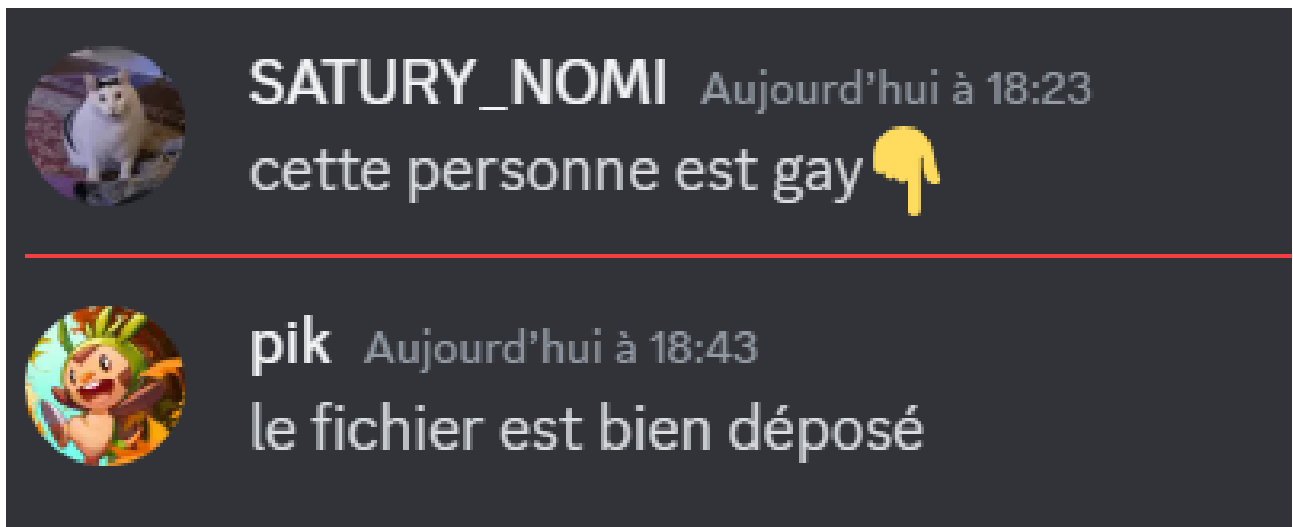 SATURY_NOMI Aujourd’hui à 18:23
cette personne est gay👇
pik Aujourd’hui à 18:43
le fichier est bien déposé